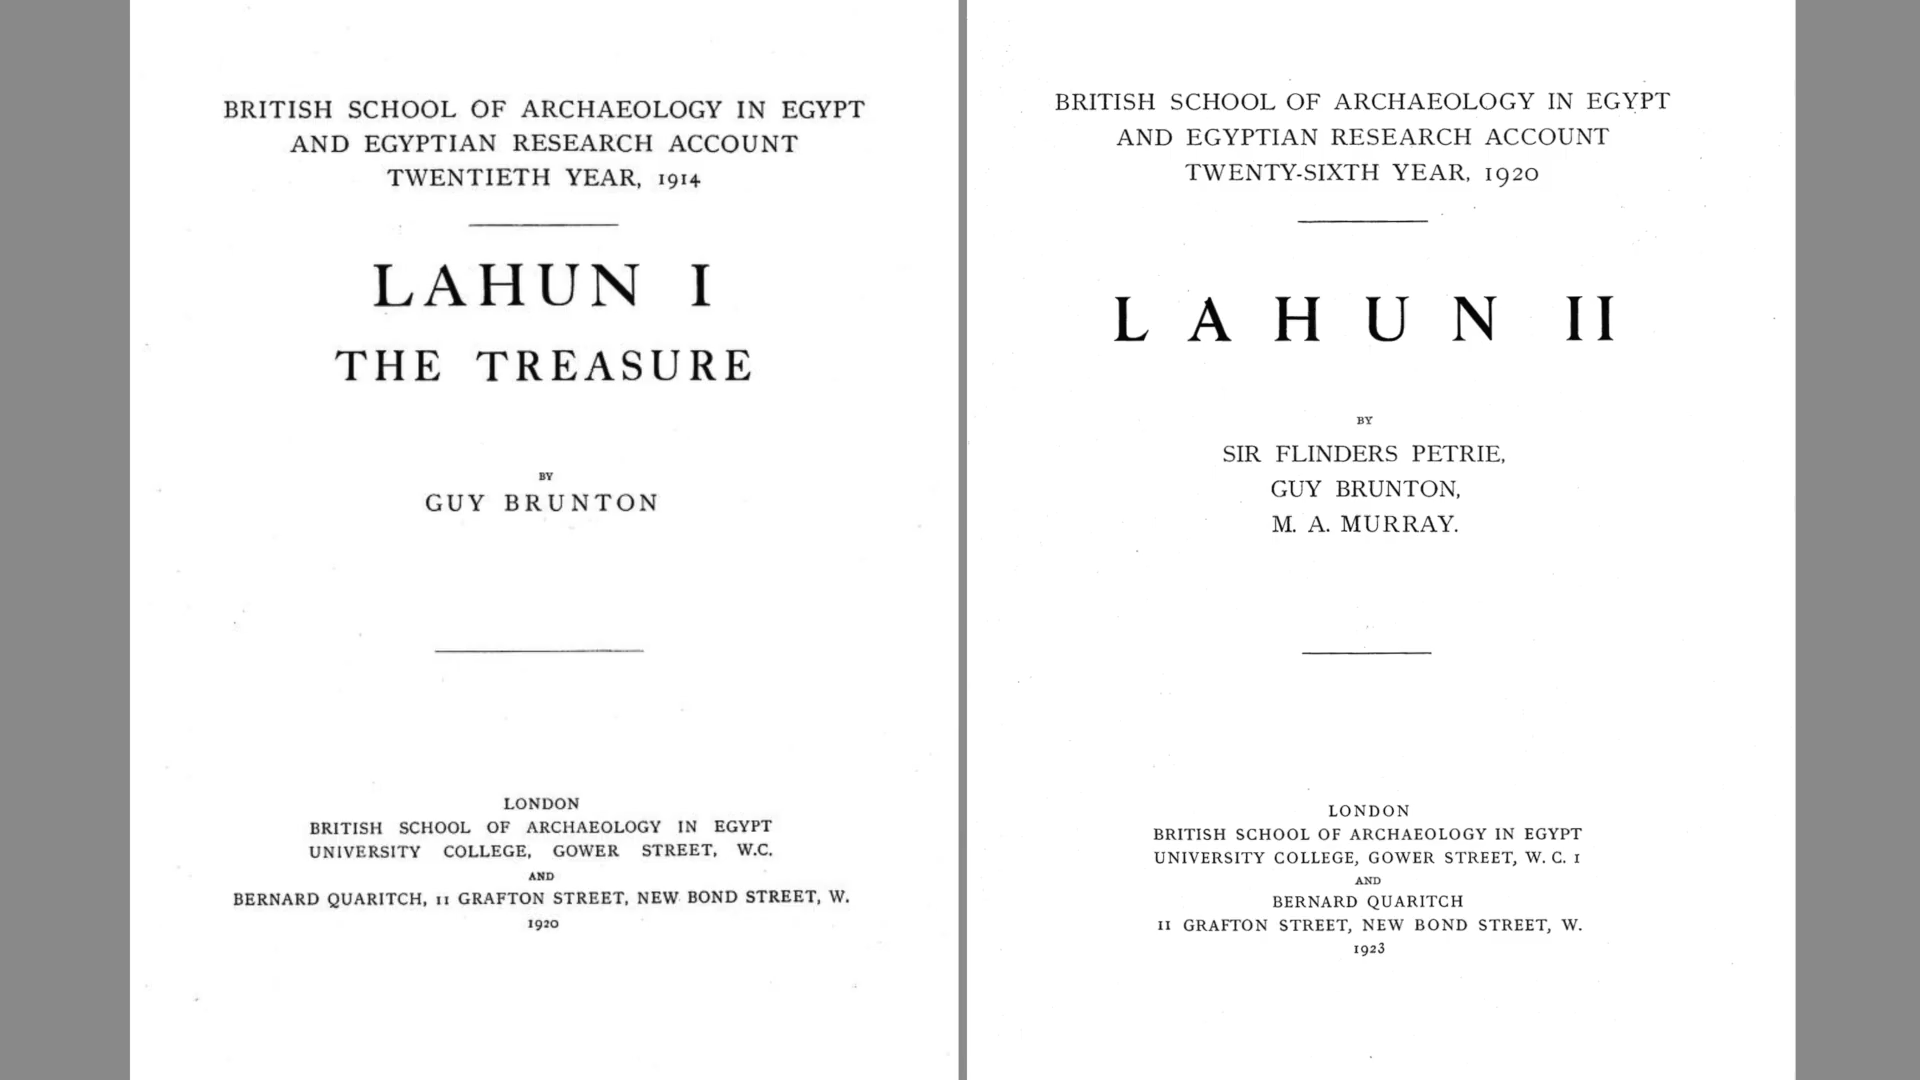 BRITISH SCHOOL OF ARCHAEOLOGY IN EGYPT
AND EGYPTIAN RESEARCH ACCOUNT
TWENTIETH YEAR, 1914
LAHUN I
THE TREASURE
BY
GUY BRUNTON
LONDON
BRITISH SCHOOL OF ARCHAEOLOGY IN EGYPT
UNIVERSITY COLLEGE, GOWER STREET, W.C.
AND
BERNARD QUARITCH, 11 GRAFTON STREET, NEW BOND STREET, W.
1920
BRITISH SCHOOL OF ARCHAEOLOGY IN EGYPT
AND EGYPTIAN RESEARCH ACCOUNT
TWENTY-SIXTH YEAR, 1920
LAHUN II
BY
SIR FLINDERS PETRIE,
GUY BRUNTON,
M. A. MURRAY.
LONDON
BRITISH SCHOOL OF ARCHAEOLOGY IN EGYPT
UNIVERSITY COLLEGE, GOWER STREET, W. C. 1
AND
BERNARD QUARITCH
11 GRAFTON STREET, NEW BOND STREET, W.
1923